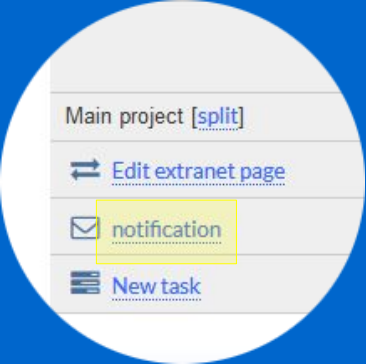 Main project [split]
Edit extranet page
notification
New task